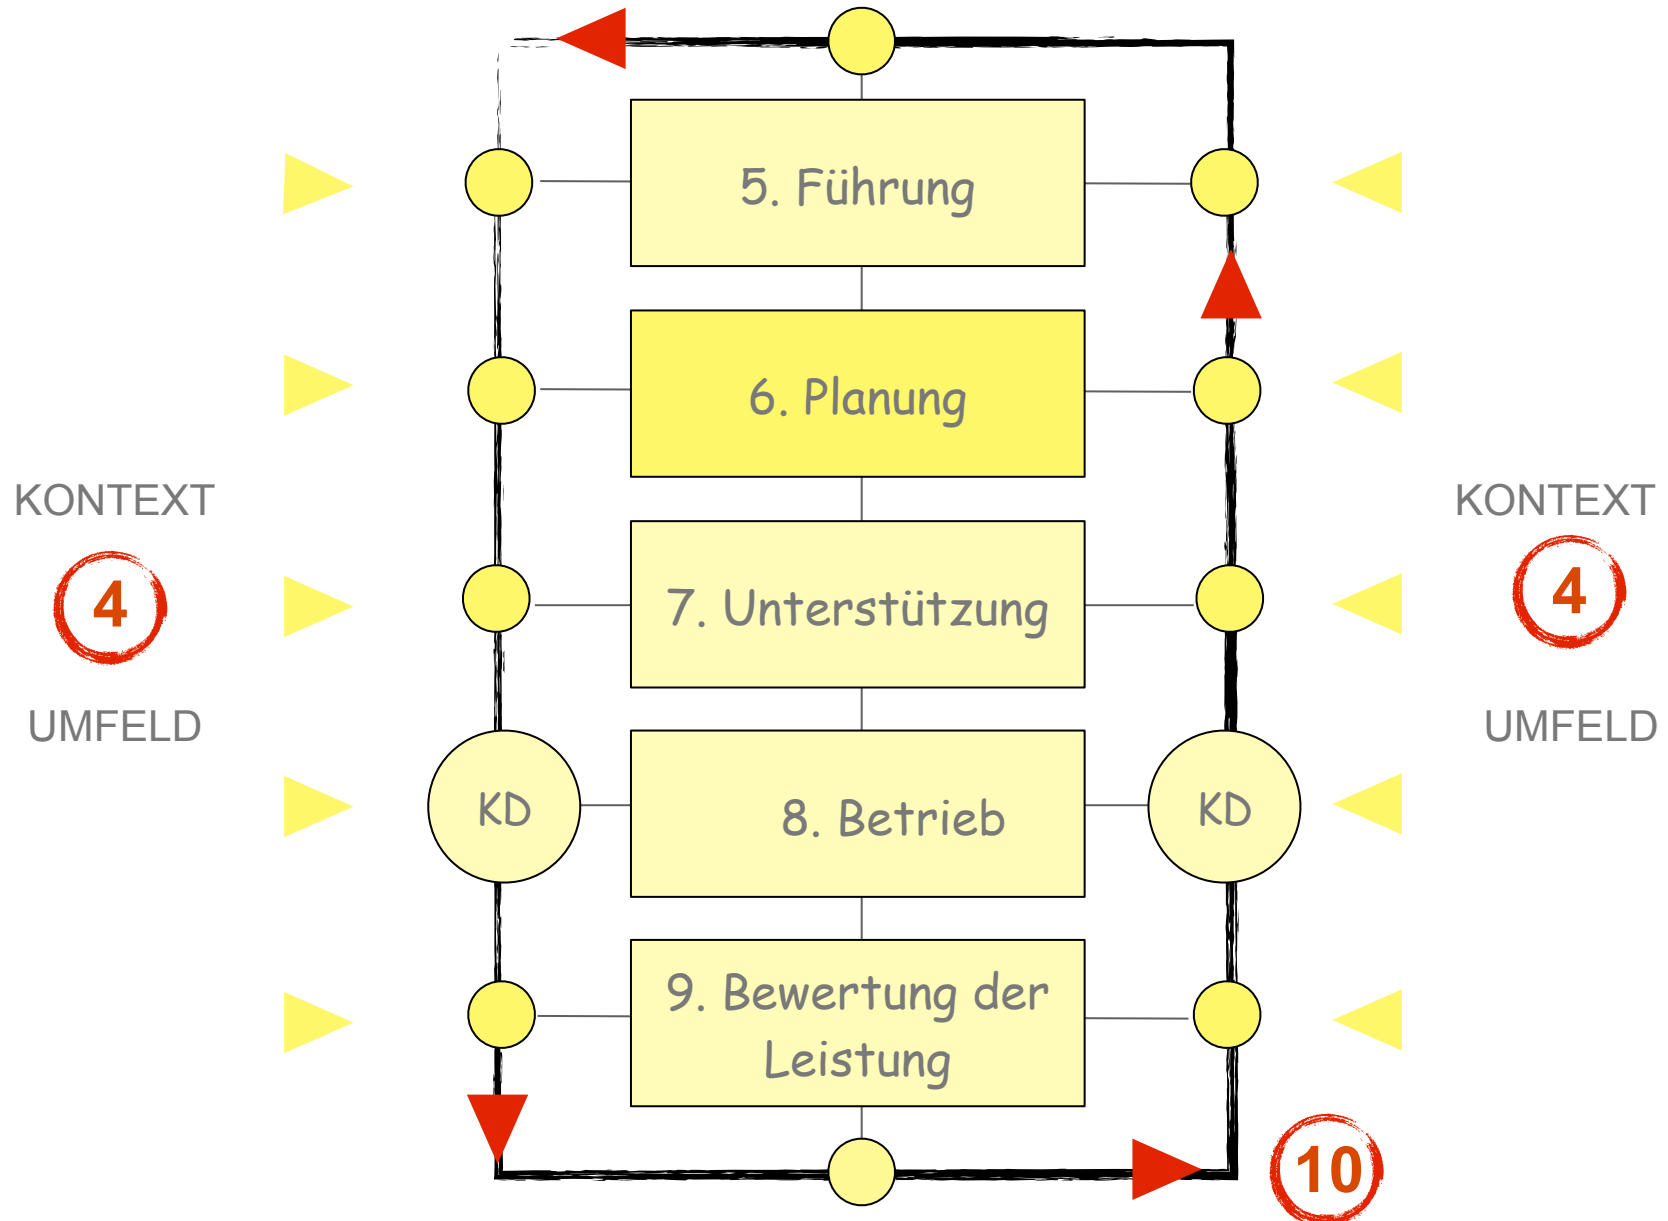 5. Führung
6. Planung
KONTEXT
4
UMFELD
7. Unterstützung
KONTEXT
4
UMFELD
KD
8. Betrieb
KD
9. Bewertung der
Leistung
10